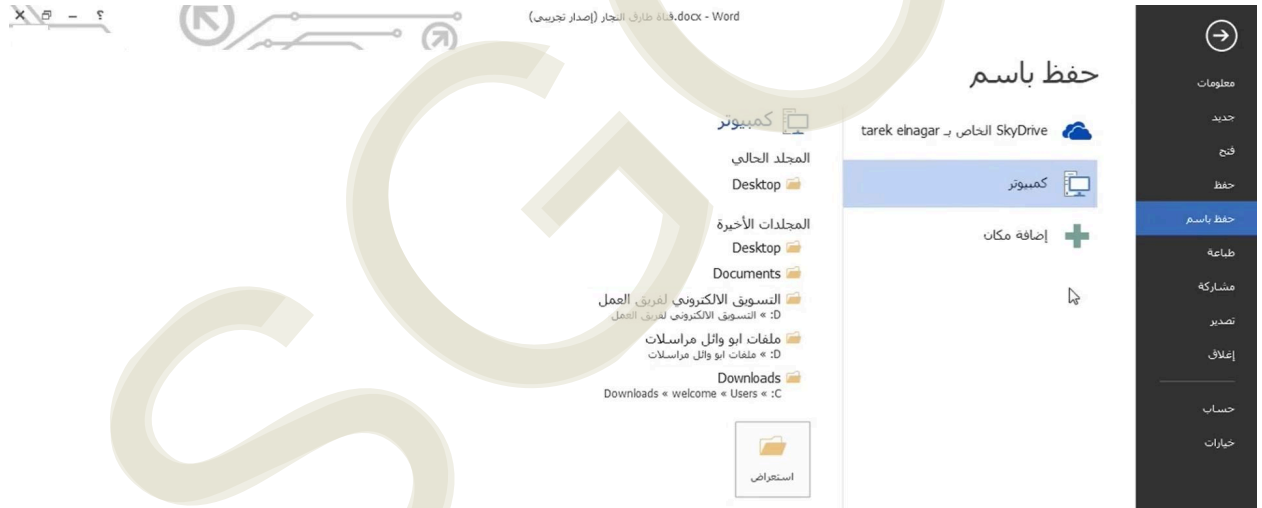 قناة طارق النجار (إصدار تجريبي).docx - Word
؟
معلومات
جديد
فتح
حفظ
حفظ باسم
طباعة
مشاركة
تصدير
إغلاق
حساب
خيارات
حفظ باسم
SkyDrive الخاص بـ tarek elnagar
كمبيوتر
إضافة مكان
كمبيوتر
المجلد الحالي
Desktop
المجلدات الأخيرة
Desktop
Documents
التسويق الالكتروني لفريق العمل
D: » التسويق الالكتروني لفريق العمل
ملفات ابو وائل مراسلات
D: » ملفات ابو وائل مراسلات
Downloads
Downloads « welcome « Users « :C
استعراض
SGO